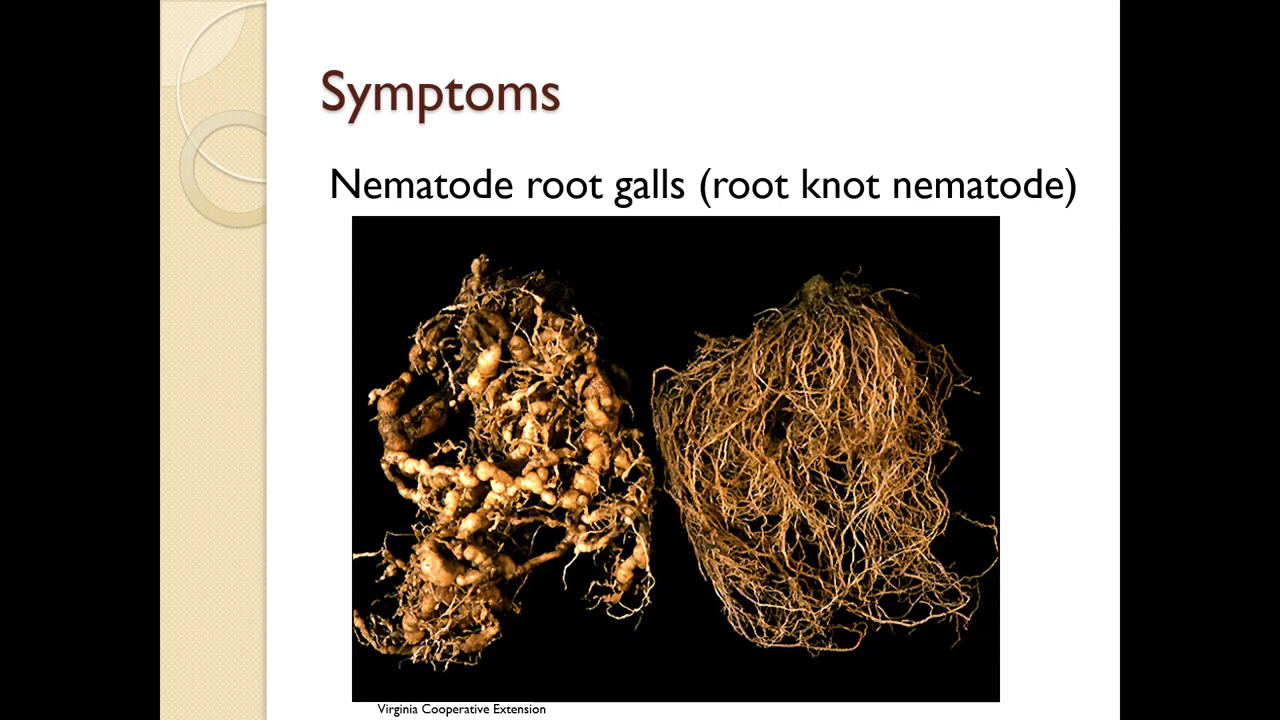 Symptoms
Nematode root galls (root knot nematode)
Virginia Cooperative Extension